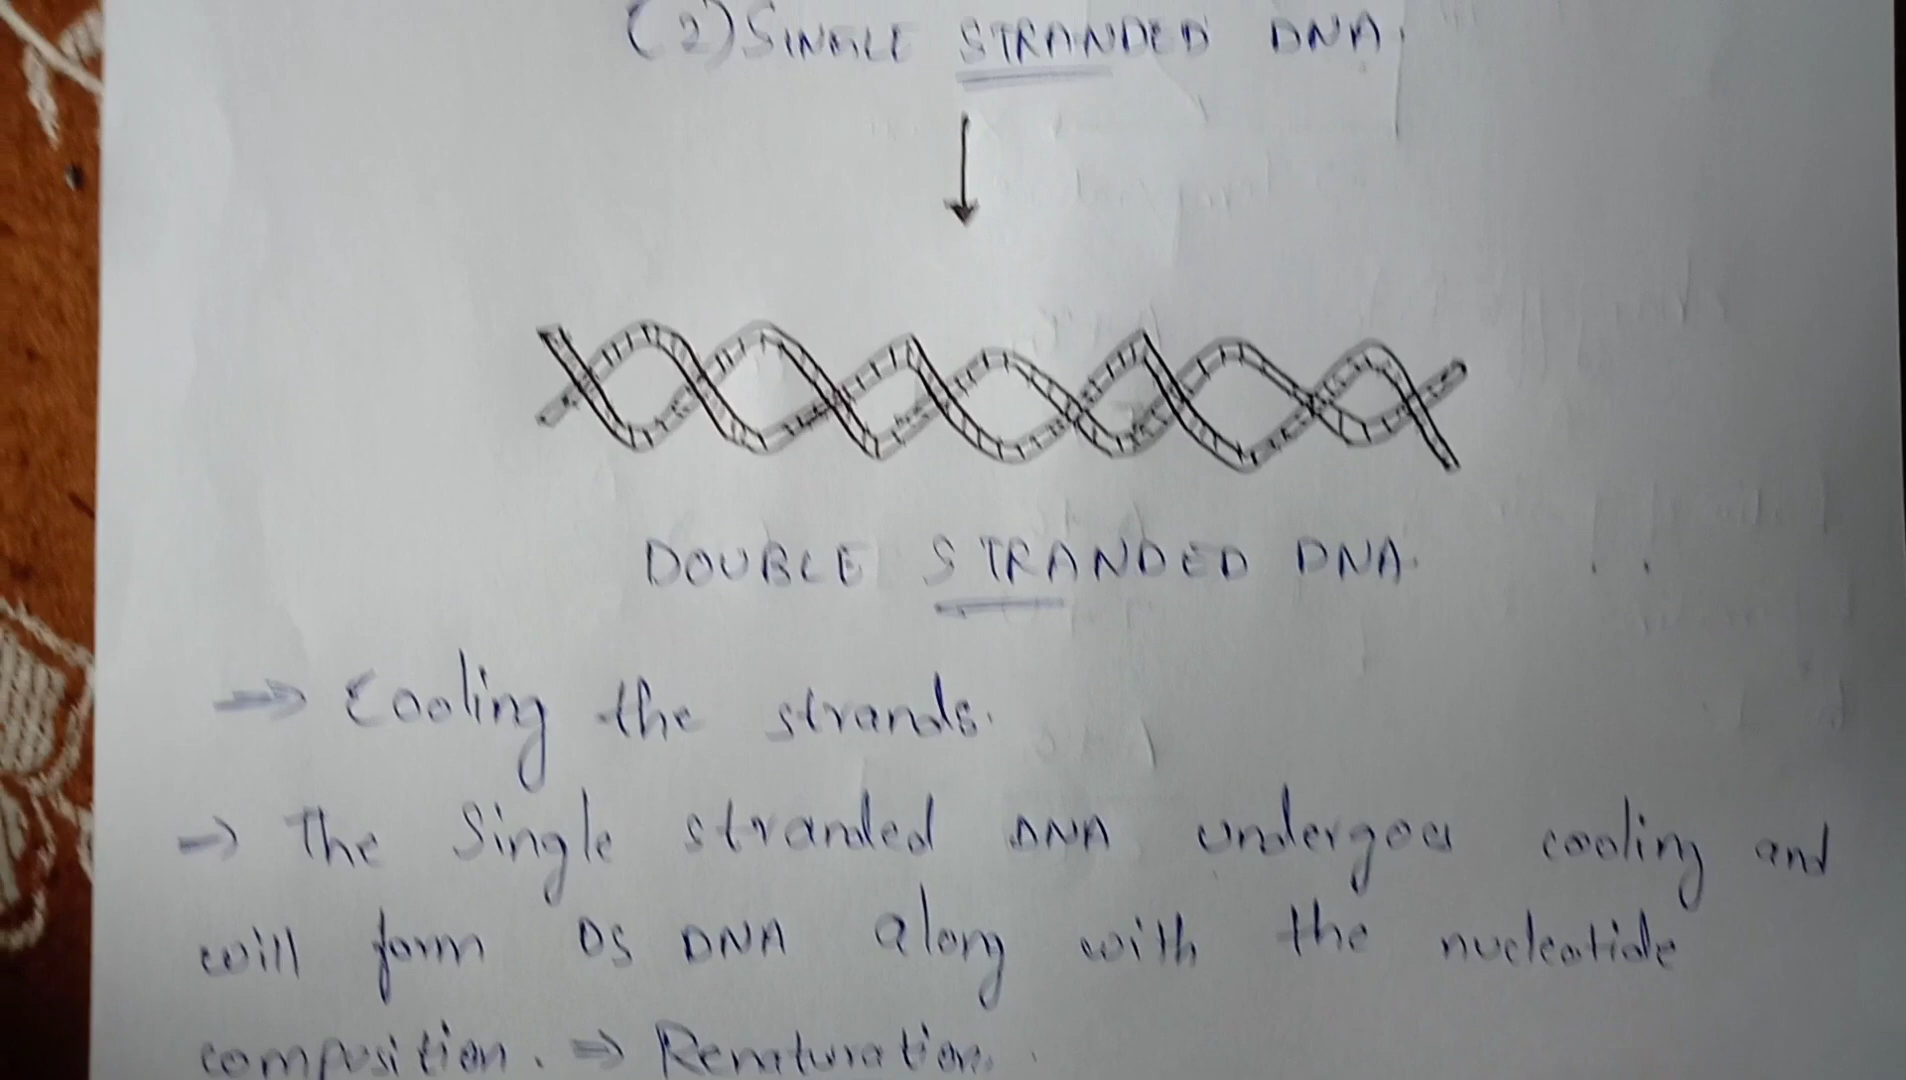 (2) SINGLE STRANDED DNA
DOUBLE STRANDED DNA.
→ Cooling the strands.
→ The Single stranded DNA undergoes cooling and
will form DS DNA along with the nucleotide
composition. ⇒ Renaturation.